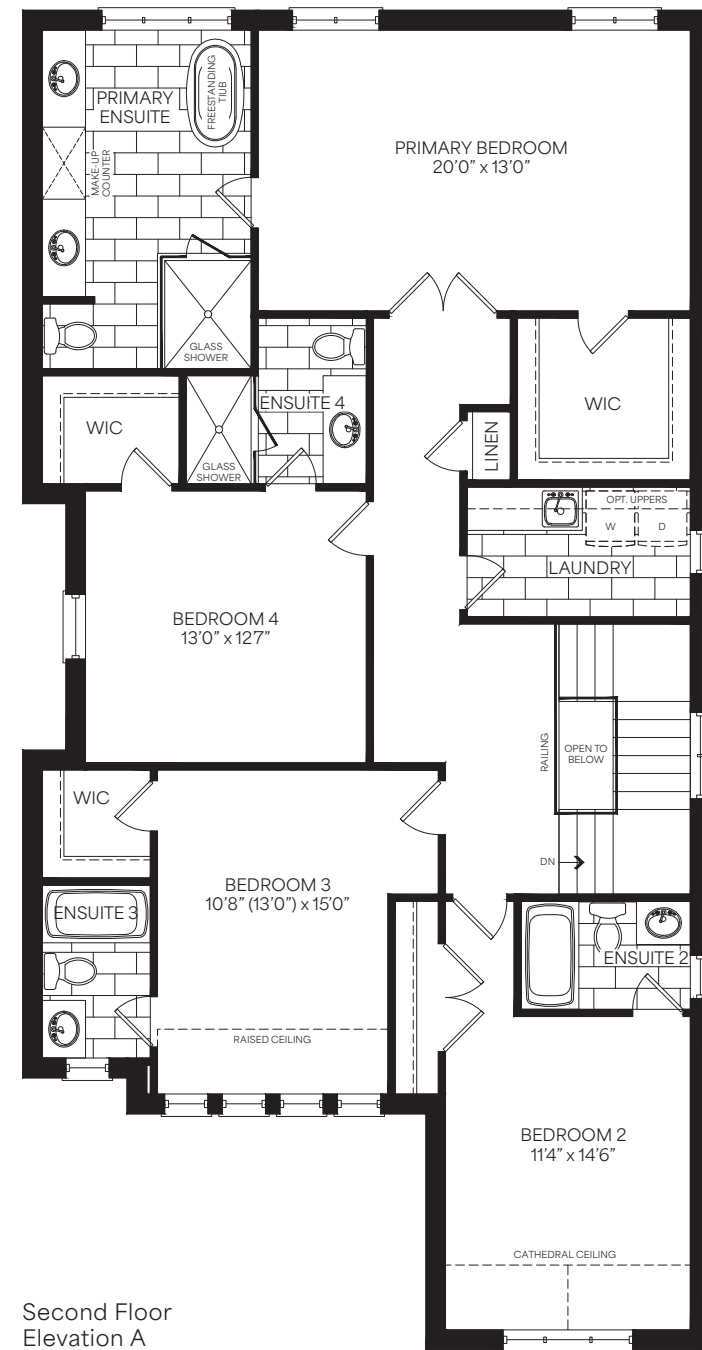 PRIMARY
ENSUITE
FREESTANDING
TIUB
MAKE-UP
COUNTER
PRIMARY BEDROOM
20'0" x 13'0"
GLASS
SHOWER
WIC
GLASS
SHOWER
ENSUITE 4
LINEN
WIC
OPT. UPPERS
W
D
LAUNDRY
BEDROOM 4
13'0" x 12'7"
RAILING
OPEN TO
BELOW
DN
WIC
BEDROOM 3
10'8" (13'0") x 15'0"
ENSUITE 3
RAISED CEILING
ENSUITE 2
BEDROOM 2
11'4" x 14'6"
CATHEDRAL CEILING
Second Floor
Elevation A